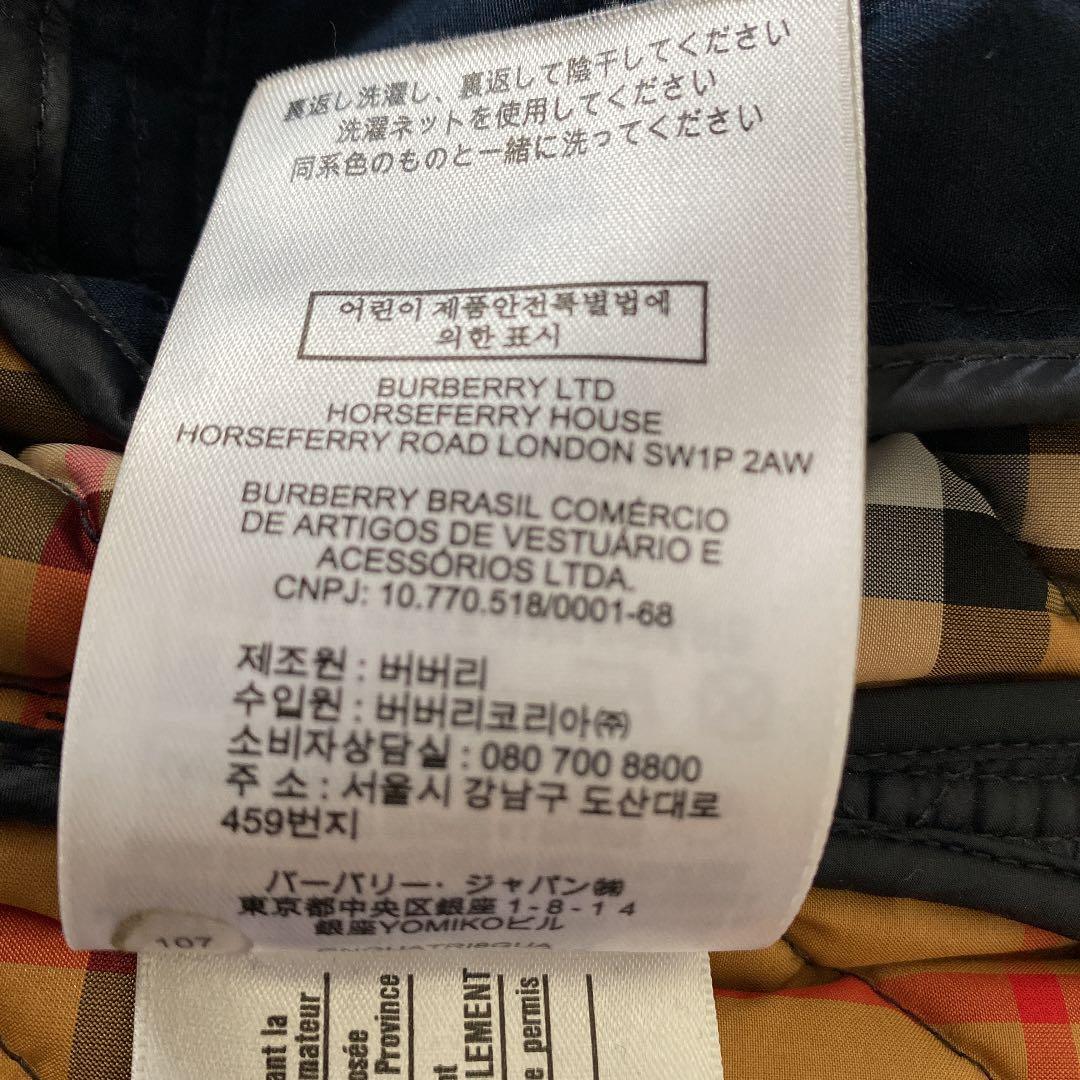 裏返し洗濯し、裏返して陰干してください
洗濯ネットを使用してください
同系色のものと一緒に洗ってください
어린이 제품안전특별법에
의한 표시
BURBERRY LTD
HORSEFERRY HOUSE
HORSEFERRY ROAD LONDON SW1P 2AW
BURBERRY BRASIL COMÉRCIO
DE ARTIGOS DE VESTUÁRIO E
ACESSÓRIOS LTDA.
CNPJ: 10.770.518/0001-68
제조원 : 버버리
수입원 : 버버리코리아㈜
소비자상담실 : 080 700 8800
주 소 : 서울시 강남구 도산대로
459번지
バーバリー・ジャパン㈱
東京都中央区銀座1-8-14
銀座YOMIKOビル
107
ant la
mateur
osée
Province
LEMENT
e permis